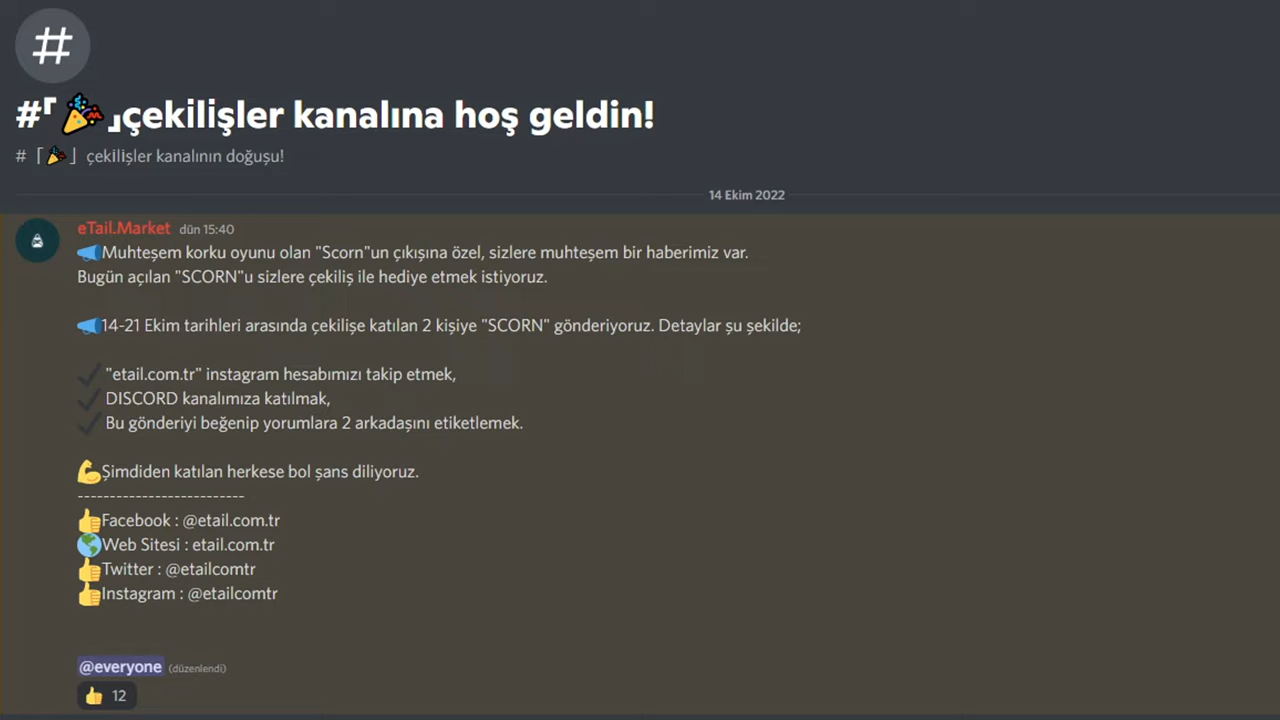 #「🎉」çekilişler kanalına hoş geldin!
# 「🎉」 çekilişler kanalının doğuşu!
14 Ekim 2022
eTail.Market dün 15:40
📣Muhteşem korku oyunu olan "Scorn"un çıkışına özel, sizlere muhteşem bir haberimiz var.
Bugün açılan "SCORN"u sizlere çekiliş ile hediye etmek istiyoruz.
📣14-21 Ekim tarihleri arasında çekilişe katılan 2 kişiye "SCORN" gönderiyoruz. Detaylar şu şekilde;
✔️ "etail.com.tr" instagram hesabımızı takip etmek,
✔️ DISCORD kanalımıza katılmak,
✔️ Bu gönderiyi beğenip yorumlara 2 arkadaşını etiketlemek.
💪Şimdiden katılan herkese bol şans diliyoruz.
--------------------------
👍Facebook : @etail.com.tr
🌎Web Sitesi : etail.com.tr
👍Twitter : @etailcomtr
👍Instagram : @etailcomtr
@everyone (düzenlendi)
👍 12